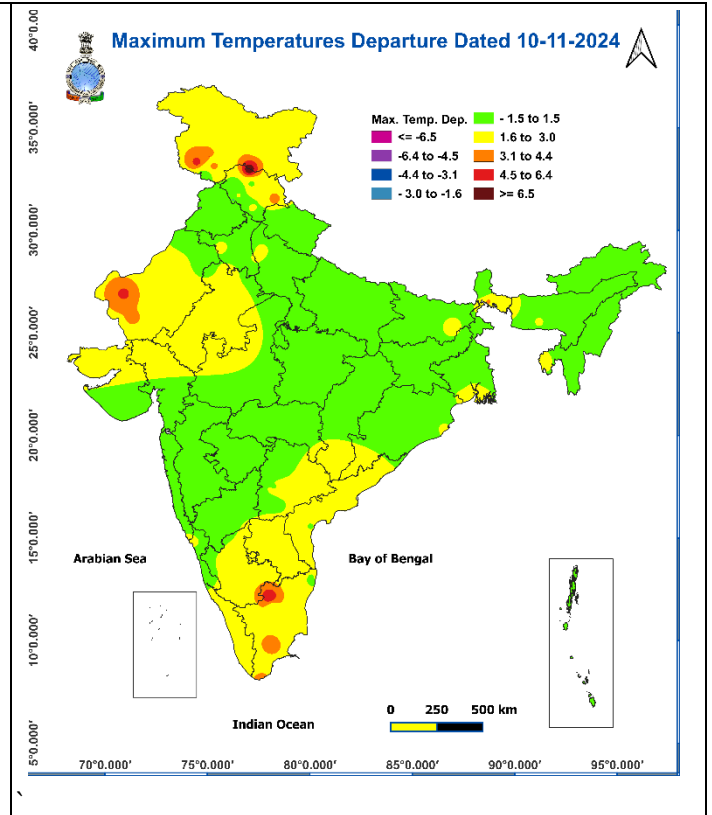 Maximum Temperatures Departure Dated 10-11-2024
Max. Temp. Dep.
<= -6.5
-6.4 to -4.5
-4.4 to -3.1
- 3.0 to -1.6
- 1.5 to 1.5
1.6 to 3.0
3.1 to 4.4
4.5 to 6.4
>= 6.5
40°0.000'
35°0.000'
30°0.000'
25°0.000'
20°0.000'
15°0.000'
10°0.000'
5°0.000'
Arabian Sea
Bay of Bengal
Indian Ocean
0 250 500 km
70°0.000' 75°0.000' 80°0.000' 85°0.000' 90°0.000' 95°0.000'
`